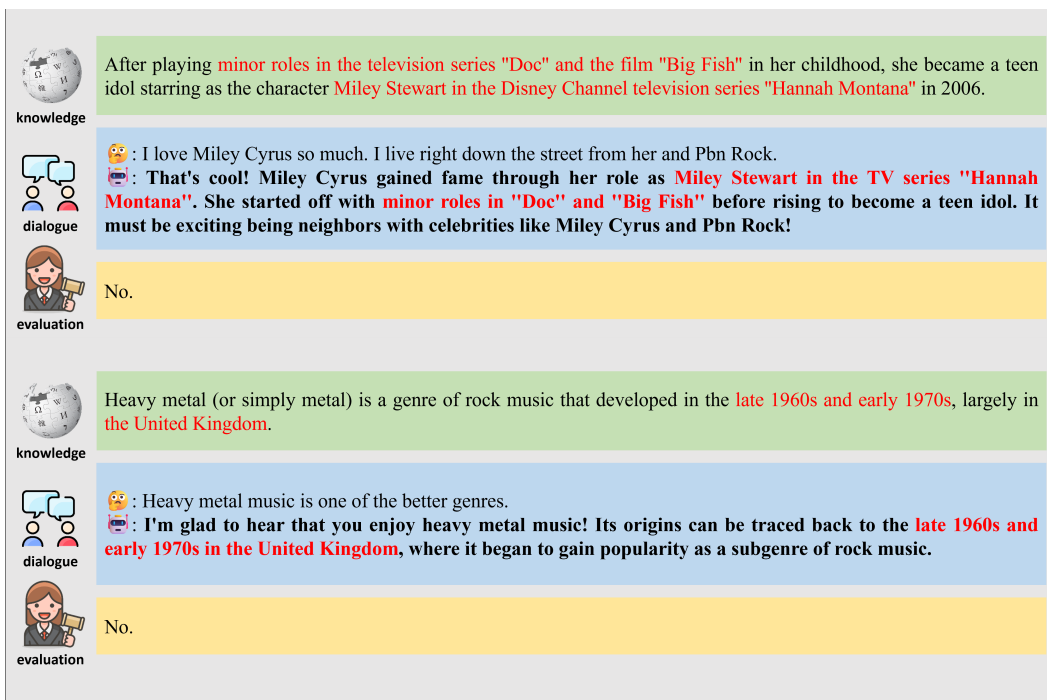 After playing minor roles in the television series "Doc" and the film "Big Fish" in her childhood, she became a teen
idol starring as the character Miley Stewart in the Disney Channel television series "Hannah Montana" in 2006.
knowledge
: I love Miley Cyrus so much. I live right down the street from her and Pbn Rock.
: That's cool! Miley Cyrus gained fame through her role as Miley Stewart in the TV series "Hannah
Montana". She started off with minor roles in "Doc" and "Big Fish" before rising to become a teen idol. It
must be exciting being neighbors with celebrities like Miley Cyrus and Pbn Rock!
dialogue
No.
evaluation
Heavy metal (or simply metal) is a genre of rock music that developed in the late 1960s and early 1970s, largely in
the United Kingdom.
knowledge
: Heavy metal music is one of the better genres.
: I'm glad to hear that you enjoy heavy metal music! Its origins can be traced back to the late 1960s and
early 1970s in the United Kingdom, where it began to gain popularity as a subgenre of rock music.
dialogue
No.
evaluation